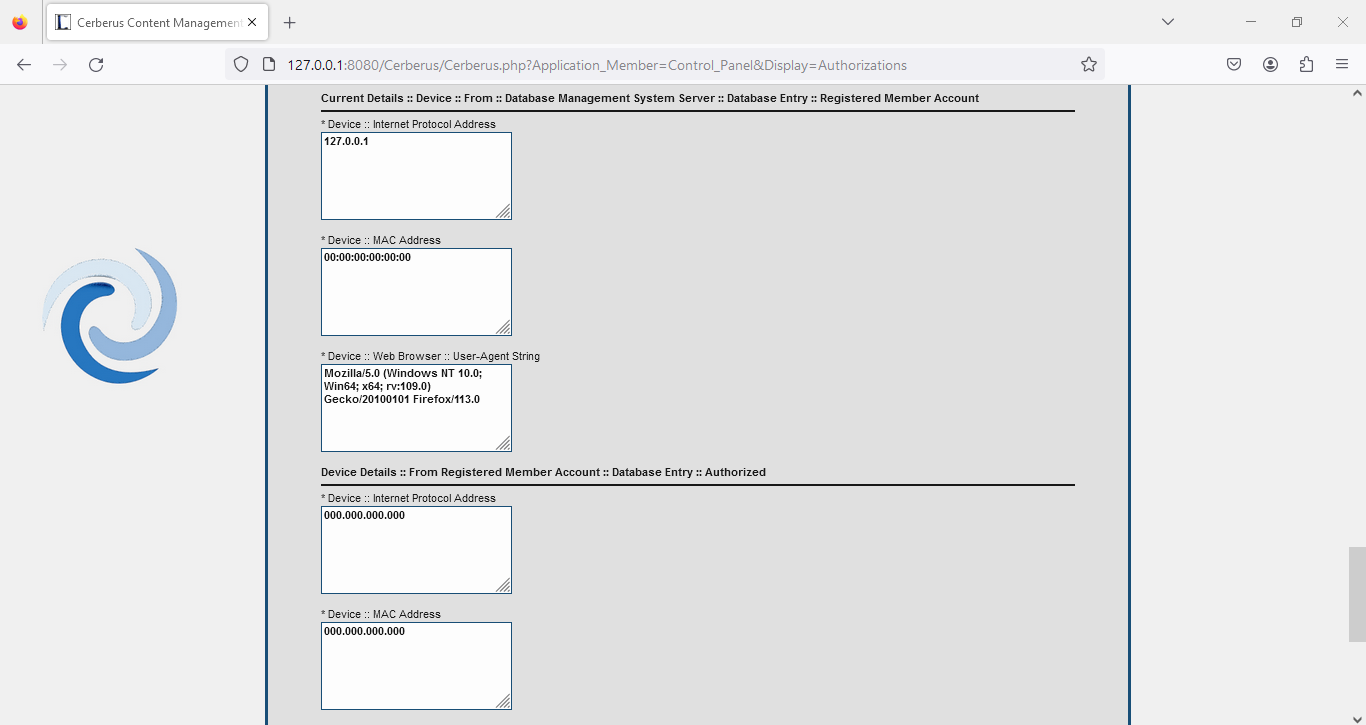 Cerberus Content Management
127.0.0.1:8080/Cerberus/Cerberus.php?Application_Member=Control_Panel&Display=Authorizations
Current Details :: Device :: From :: Database Management System Server :: Database Entry :: Registered Member Account
* Device :: Internet Protocol Address
127.0.0.1
* Device :: MAC Address
00:00:00:00:00:00
* Device :: Web Browser :: User-Agent String
Mozilla/5.0 (Windows NT 10.0;
Win64; x64; rv:109.0)
Gecko/20100101 Firefox/113.0
Device Details :: From Registered Member Account :: Database Entry :: Authorized
* Device :: Internet Protocol Address
000.000.000.000
* Device :: MAC Address
000.000.000.000